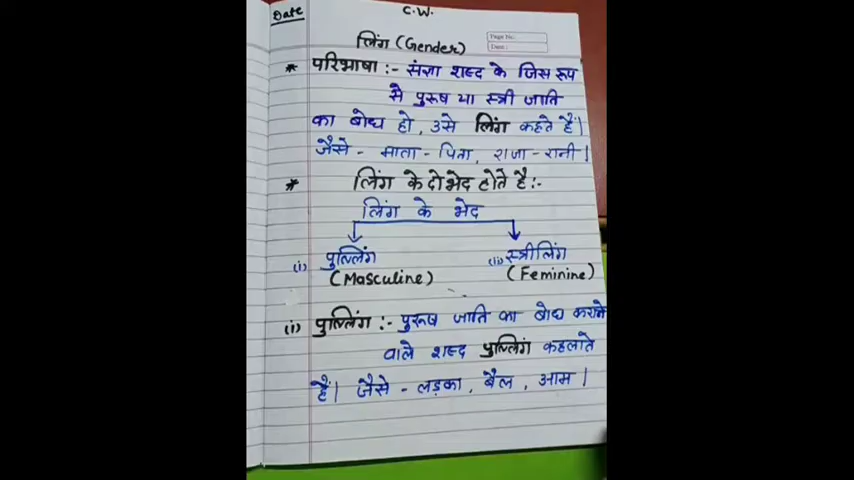 Date
C.W.
Page No.
Date:
लिंग (Gender)
* परिभाषा :- संज्ञा शब्द के जिस रूप
से पुरुष या स्त्री जाति
का बोध हो, उसे लिंग कहते हैं।
जैसे - माता - पिता, राजा - रानी।
* लिंग के दो भेद होते है :-
लिंग के भेद
(i) पुल्लिंग (ii) स्त्रीलिंग
(Masculine) (Feminine)
(i) पुल्लिंग :- पुरुष जाति का बोध कराने
वाले शब्द पुल्लिंग कहलाते
हैं। जैसे - लड़का, बैल, आम।